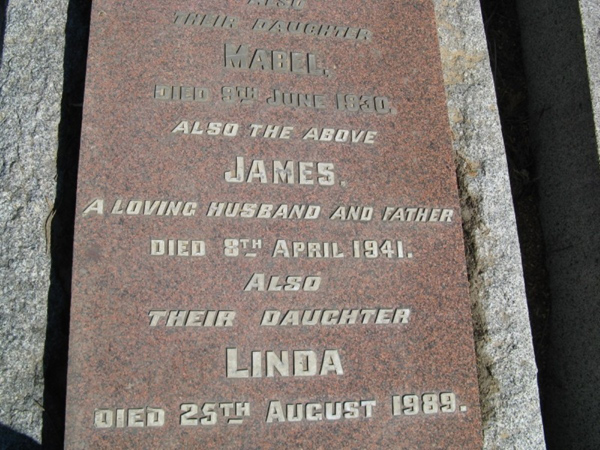 ALSO
THEIR DAUGHTER
MABEL.
DIED 9TH JUNE 1930.
ALSO THE ABOVE
JAMES.
A LOVING HUSBAND AND FATHER
DIED 8TH APRIL 1941.
ALSO
THEIR DAUGHTER
LINDA
DIED 25TH AUGUST 1989.